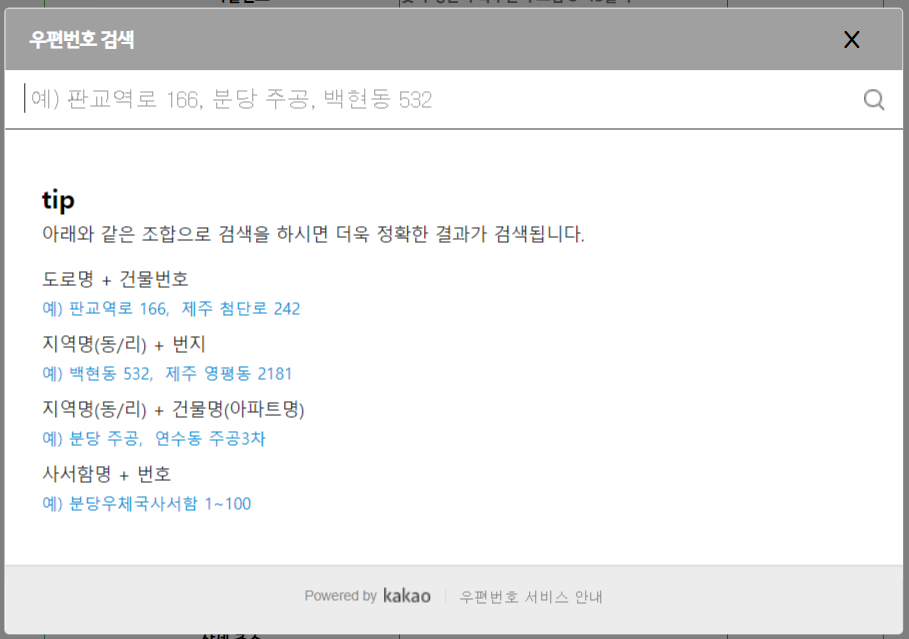 우편번호 검색
예) 판교역로 166, 분당 주공, 백현동 532
tip
아래와 같은 조합으로 검색을 하시면 더욱 정확한 결과가 검색됩니다.
도로명 + 건물번호
예) 판교역로 166, 제주 첨단로 242
지역명(동/리) + 번지
예) 백현동 532, 제주 영평동 2181
지역명(동/리) + 건물명(아파트명)
예) 분당 주공, 연수동 주공3차
사서함명 + 번호
예) 분당우체국사서함 1~100
Powered by kakao 우편번호 서비스 안내